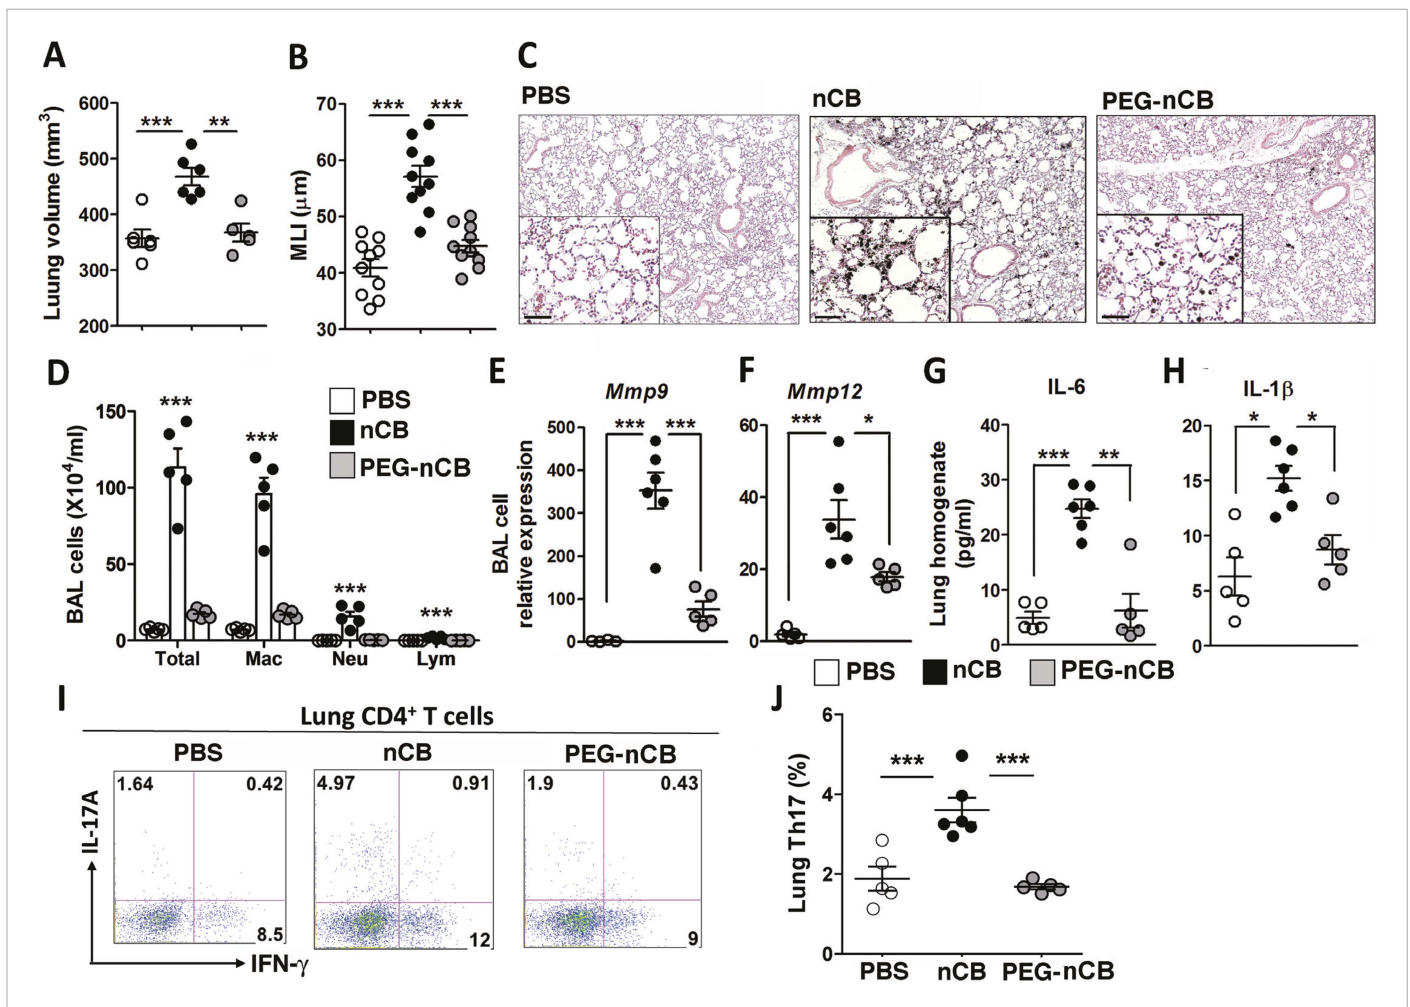 A
Luung volume (mm³)
600
500
400
300
200
***
**
B
MLI (μm)
70
60
50
40
30
***
***
C
PBS
nCB
PEG-nCB
D
BAL cells (X10⁴/ml)
150
100
50
0
***
***
***
***
Total
Mac
Neu
Lym
PBS
nCB
PEG-nCB
E
Mmp9
BAL cell
relative expression
500
400
300
200
100
0
***
***
F
Mmp12
60
40
20
0
***
*
G
IL-6
Lung homogenate
(pg/ml)
40
30
20
10
0
***
**
H
IL-1β
20
15
10
5
0
*
*
PBS
nCB
PEG-nCB
I
Lung CD4⁺ T cells
PBS
nCB
PEG-nCB
1.64
0.42
8.5
4.97
0.91
12
1.9
0.43
9
IL-17A
IFN-γ
J
Lung Th17 (%)
6
4
2
0
***
***
PBS
nCB
PEG-nCB